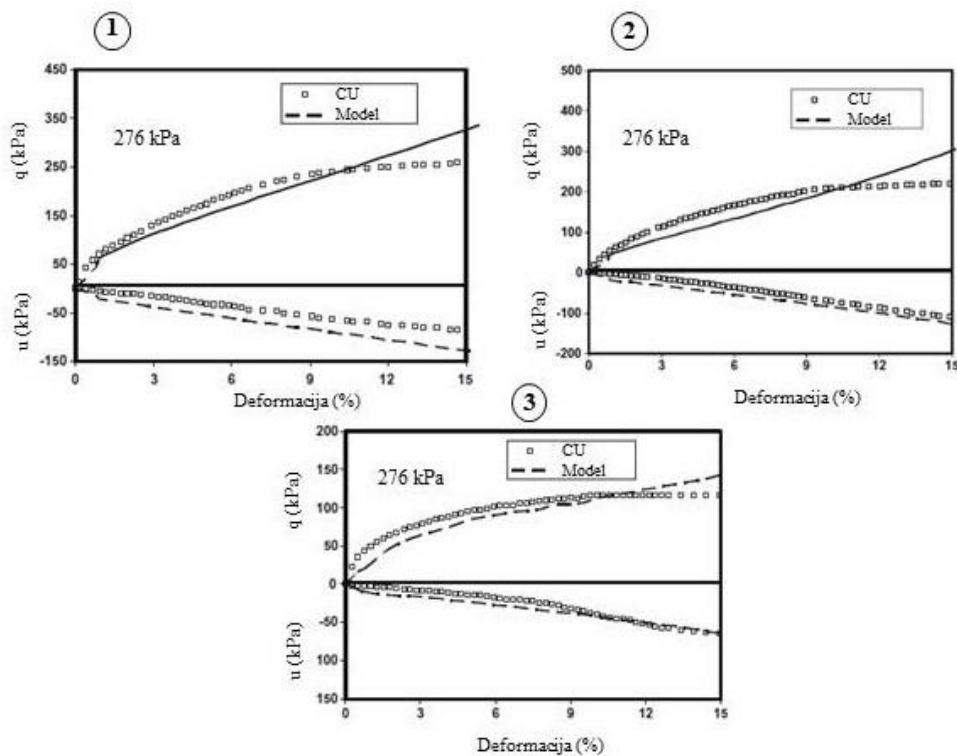 1
450
350
250
150
50
-50
-150
q (kPa)
u (kPa)
276 kPa
CU
Model
0 3 6 9 12 15
Deformacija (%)
2
500
400
300
200
100
0
-100
-200
q (kPa)
u (kPa)
276 kPa
CU
Model
0 3 6 9 12 15
Deformacija (%)
3
200
150
100
50
0
-50
100
150
q (kPa)
u (kPa)
276 kPa
CU
Model
0 3 6 9 12 15
Deformacija (%)